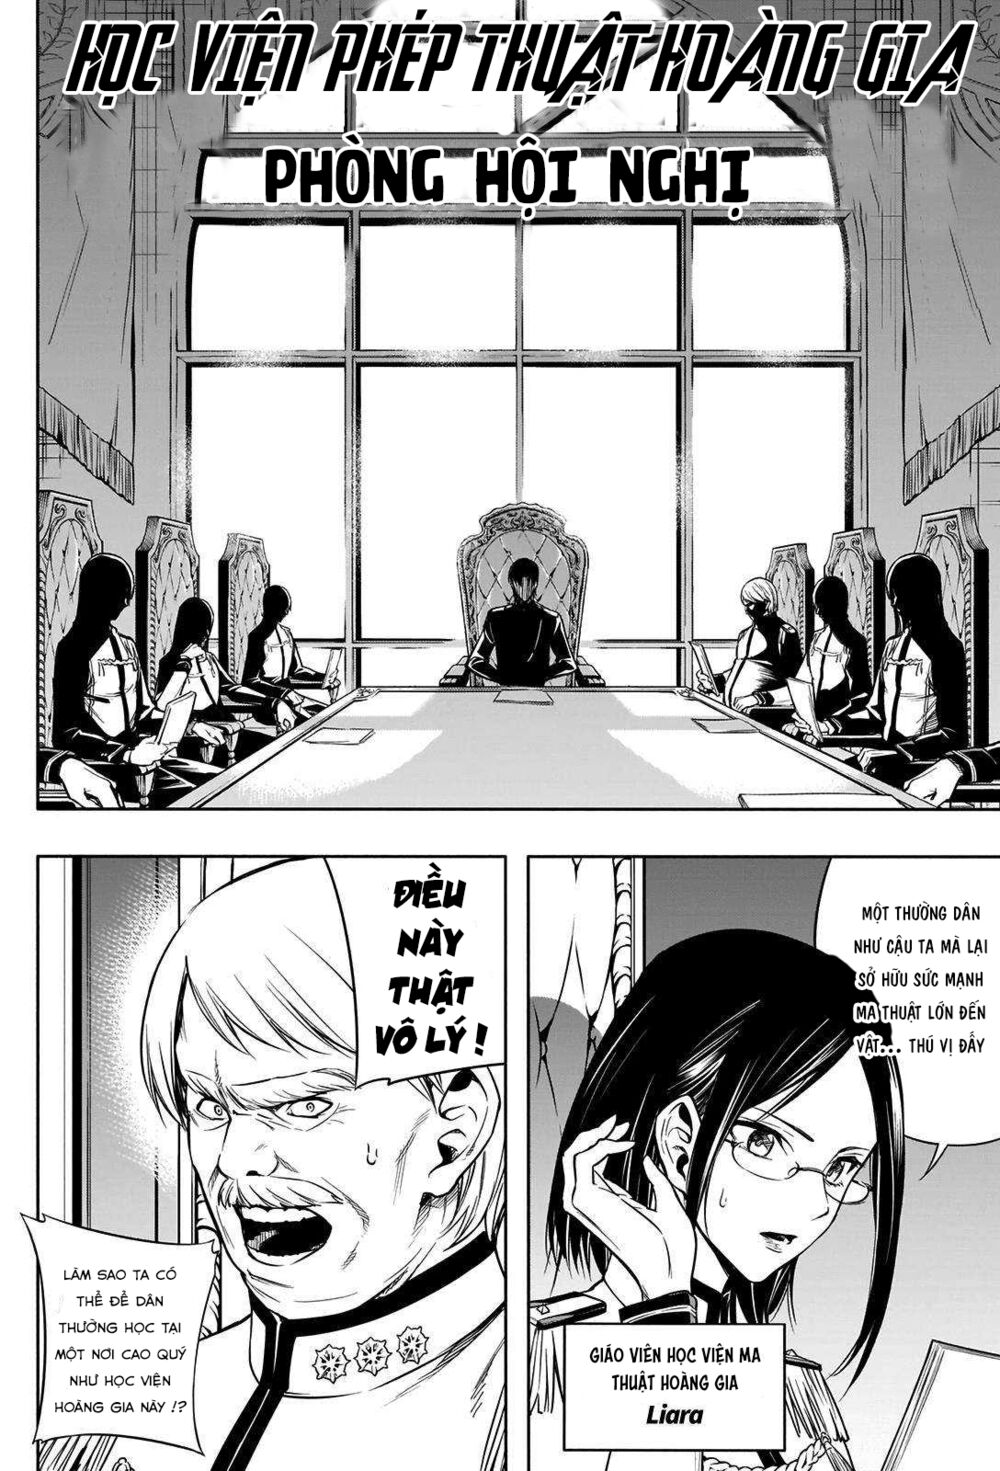 HỌC VIỆN PHÉP THUẬT HOÀNG GIA
PHÒNG HỘI NGHỊ
MỘT THƯỜNG DÂN
NHƯ CẬU TA MÀ LẠI
SỞ HỮU SỨC MẠNH
MA THUẬT LỚN ĐẾN
VẬT... THÚ VỊ ĐẤY
GIÁO VIÊN HỌC VIỆN MA
THUẬT HOÀNG GIA
Liara
ĐIỀU
NÀY
THẬT
VÔ LÝ !
LÀM SAO TA CÓ
THỂ ĐỂ DÂN
THƯỜNG HỌC TẠI
MỘT NƠI CAO QUÝ
NHƯ HỌC VIỆN
HOÀNG GIA NÀY !?